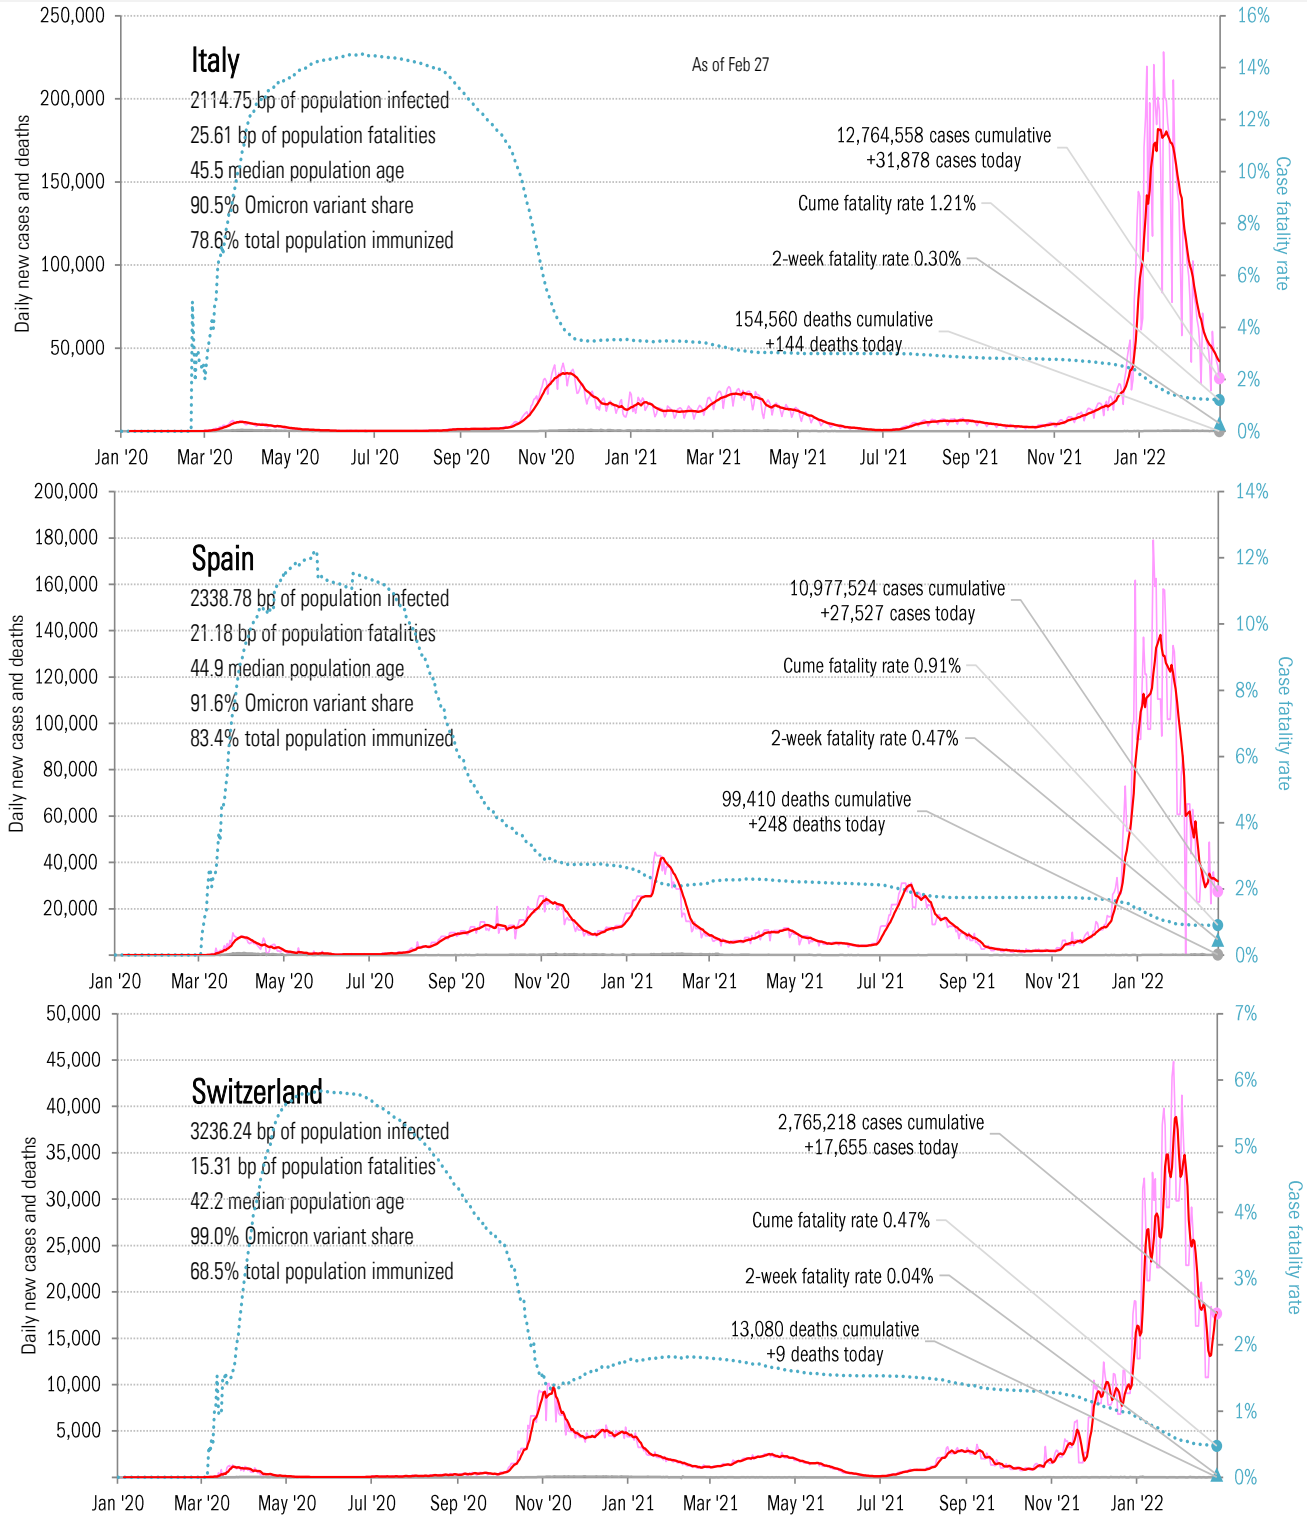 250,000
200,000
150,000
100,000
50,000
Daily new cases and deaths
Italy
2114.75 bp of population infected
25.61 bp of population fatalities
45.5 median population age
90.5% Omicron variant share
78.6% total population immunized
As of Feb 27
12,764,558 cases cumulative
+31,878 cases today
Cume fatality rate 1.21%
2-week fatality rate 0.30%
154,560 deaths cumulative
+144 deaths today
16%
14%
12%
10%
8%
6%
4%
2%
0%
Case fatality rate
Jan '20 Mar '20 May '20 Jul '20 Sep '20 Nov '20 Jan '21 Mar '21 May '21 Jul '21 Sep '21 Nov '21 Jan '22
200,000
180,000
160,000
140,000
120,000
100,000
80,000
60,000
40,000
20,000
Daily new cases and deaths
Spain
2338.78 bp of population infected
21.18 bp of population fatalities
44.9 median population age
91.6% Omicron variant share
83.4% total population immunized
10,977,524 cases cumulative
+27,527 cases today
Cume fatality rate 0.91%
2-week fatality rate 0.47%
99,410 deaths cumulative
+248 deaths today
14%
12%
10%
8%
6%
4%
2%
0%
Case fatality rate
Jan '20 Mar '20 May '20 Jul '20 Sep '20 Nov '20 Jan '21 Mar '21 May '21 Jul '21 Sep '21 Nov '21 Jan '22
50,000
45,000
40,000
35,000
30,000
25,000
20,000
15,000
10,000
5,000
Daily new cases and deaths
Switzerland
3236.24 bp of population infected
15.31 bp of population fatalities
42.2 median population age
99.0% Omicron variant share
68.5% total population immunized
2,765,218 cases cumulative
+17,655 cases today
Cume fatality rate 0.47%
2-week fatality rate 0.04%
13,080 deaths cumulative
+9 deaths today
7%
6%
5%
4%
3%
2%
1%
0%
Case fatality rate
Jan '20 Mar '20 May '20 Jul '20 Sep '20 Nov '20 Jan '21 Mar '21 May '21 Jul '21 Sep '21 Nov '21 Jan '22